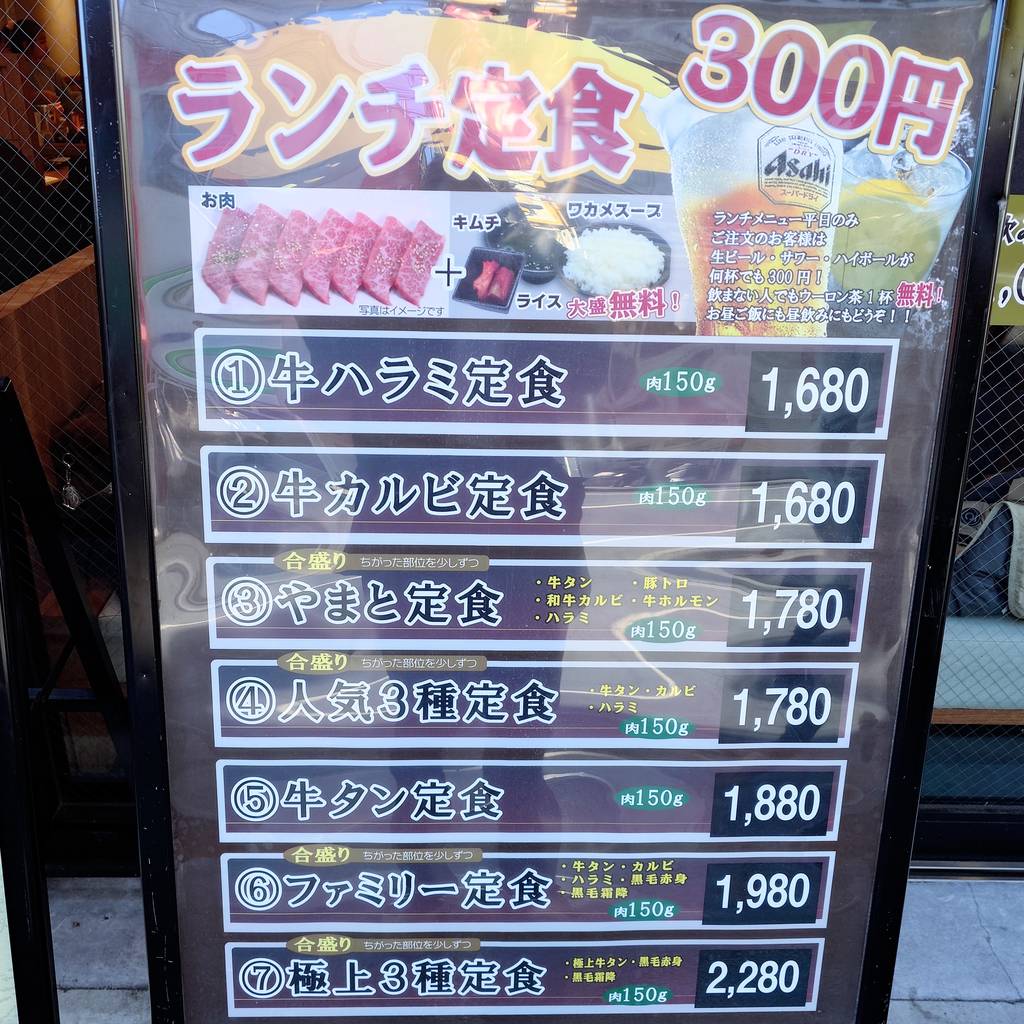 ランチ定食
300円
Asahi
スーパードライ
お肉
キムチ
ワカメスープ
+
ライス 大盛無料!
写真はイメージです
ランチメニュー平日のみ
ご注文のお客様は
生ビール・サワー・ハイボールが
何杯でも300円!
飲まない人でもウーロン茶1杯無料!
お昼ご飯にも昼飲みにもどうぞ!!
①牛ハラミ定食 肉150g 1,680
②牛カルビ定食 肉150g 1,680
合盛り ちがった部位を少しずつ
③やまと定食
・牛タン ・豚トロ
・和牛カルビ・牛ホルモン
・ハラミ
肉150g
1,780
合盛り ちがった部位を少しずつ
④人気3種定食
・牛タン・カルビ
・ハラミ
肉150g
1,780
⑤牛タン定食 肉150g 1,880
合盛り ちがった部位を少しずつ
⑥ファミリー定食
・牛タン・カルビ
・ハラミ・黒毛赤身
・黒毛霜降
肉150g
1,980
合盛り ちがった部位を少しずつ
⑦極上3種定食
・極上牛タン・黒毛赤身
・黒毛霜降
肉150g
2,280